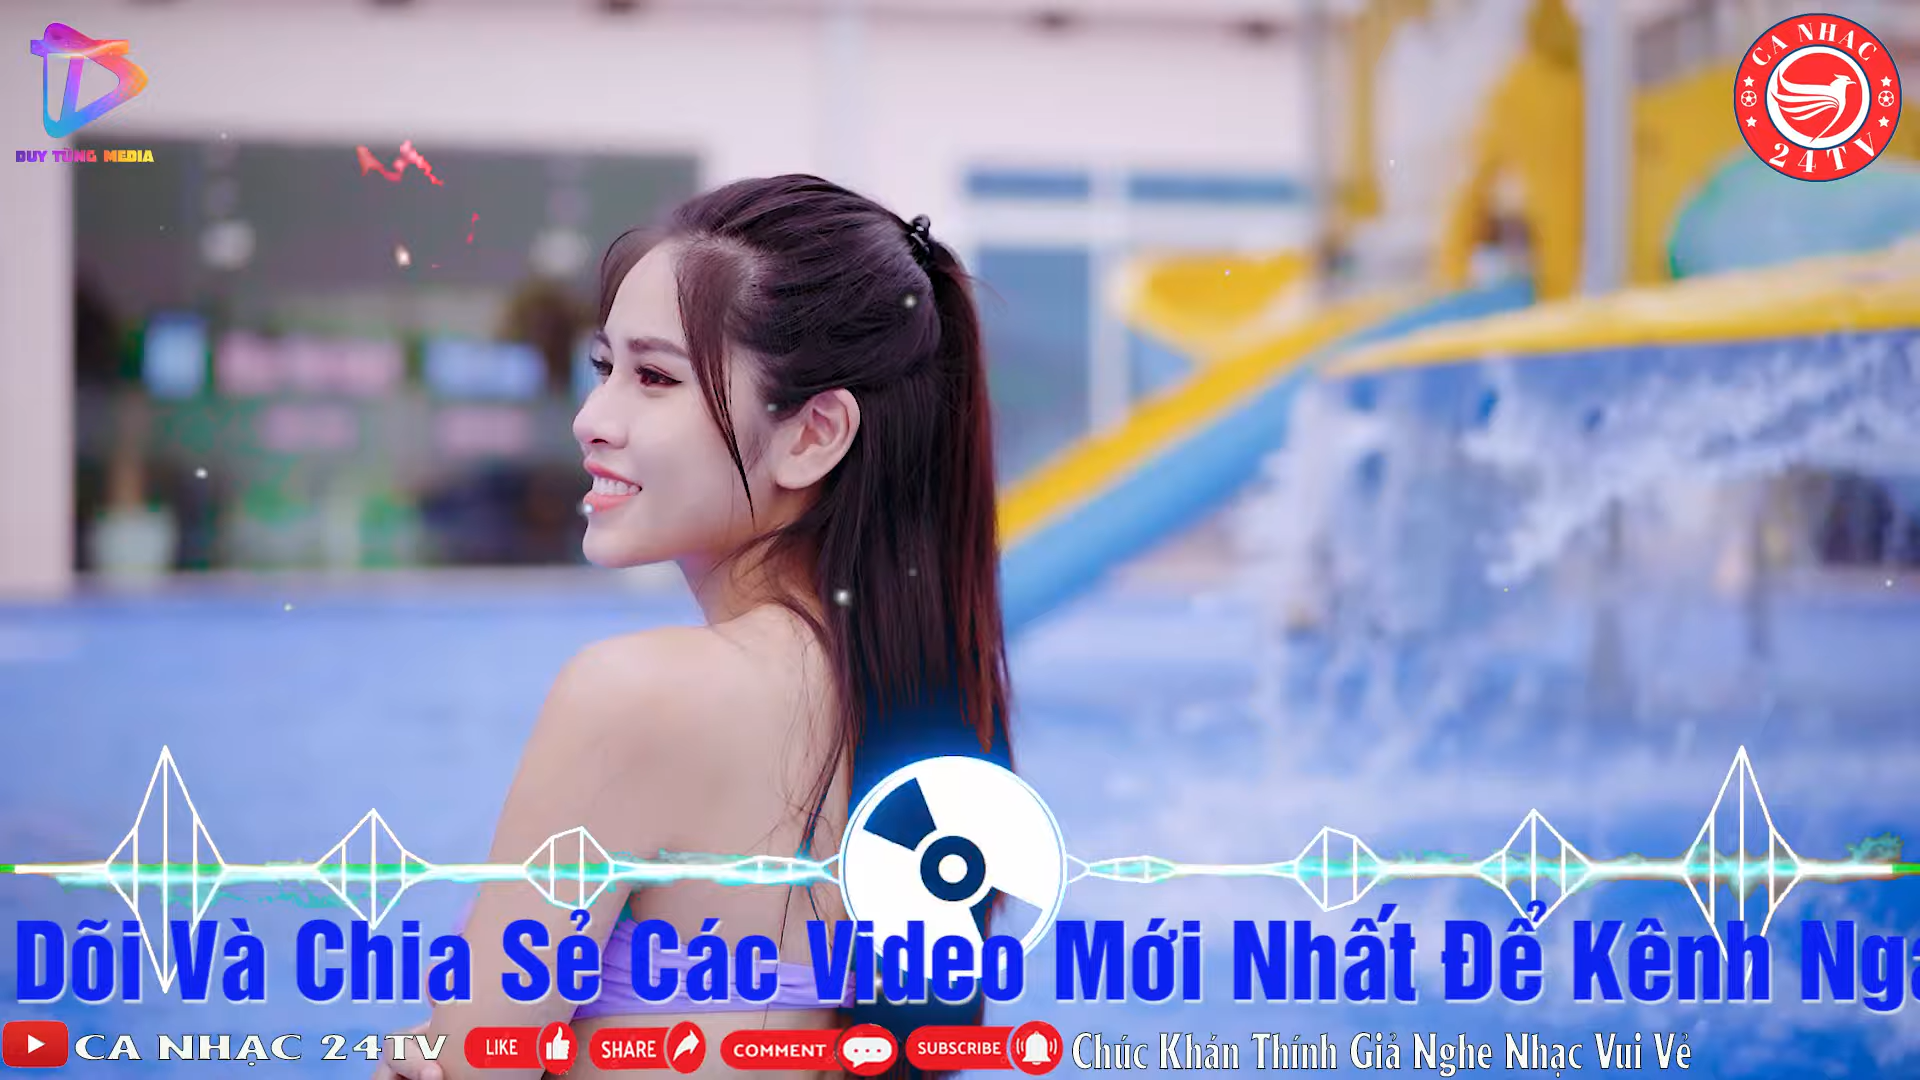 DUY TÙNG MEDIA
CA NHẠC
24TV
Dõi Và Chia Sẻ Các Video Mới Nhất Để Kênh Ngà
CA NHẠC 24TV
LIKE
SHARE
COMMENT
SUBSCRIBE
Chúc Khán Thính Giả Nghe Nhạc Vui Vẻ